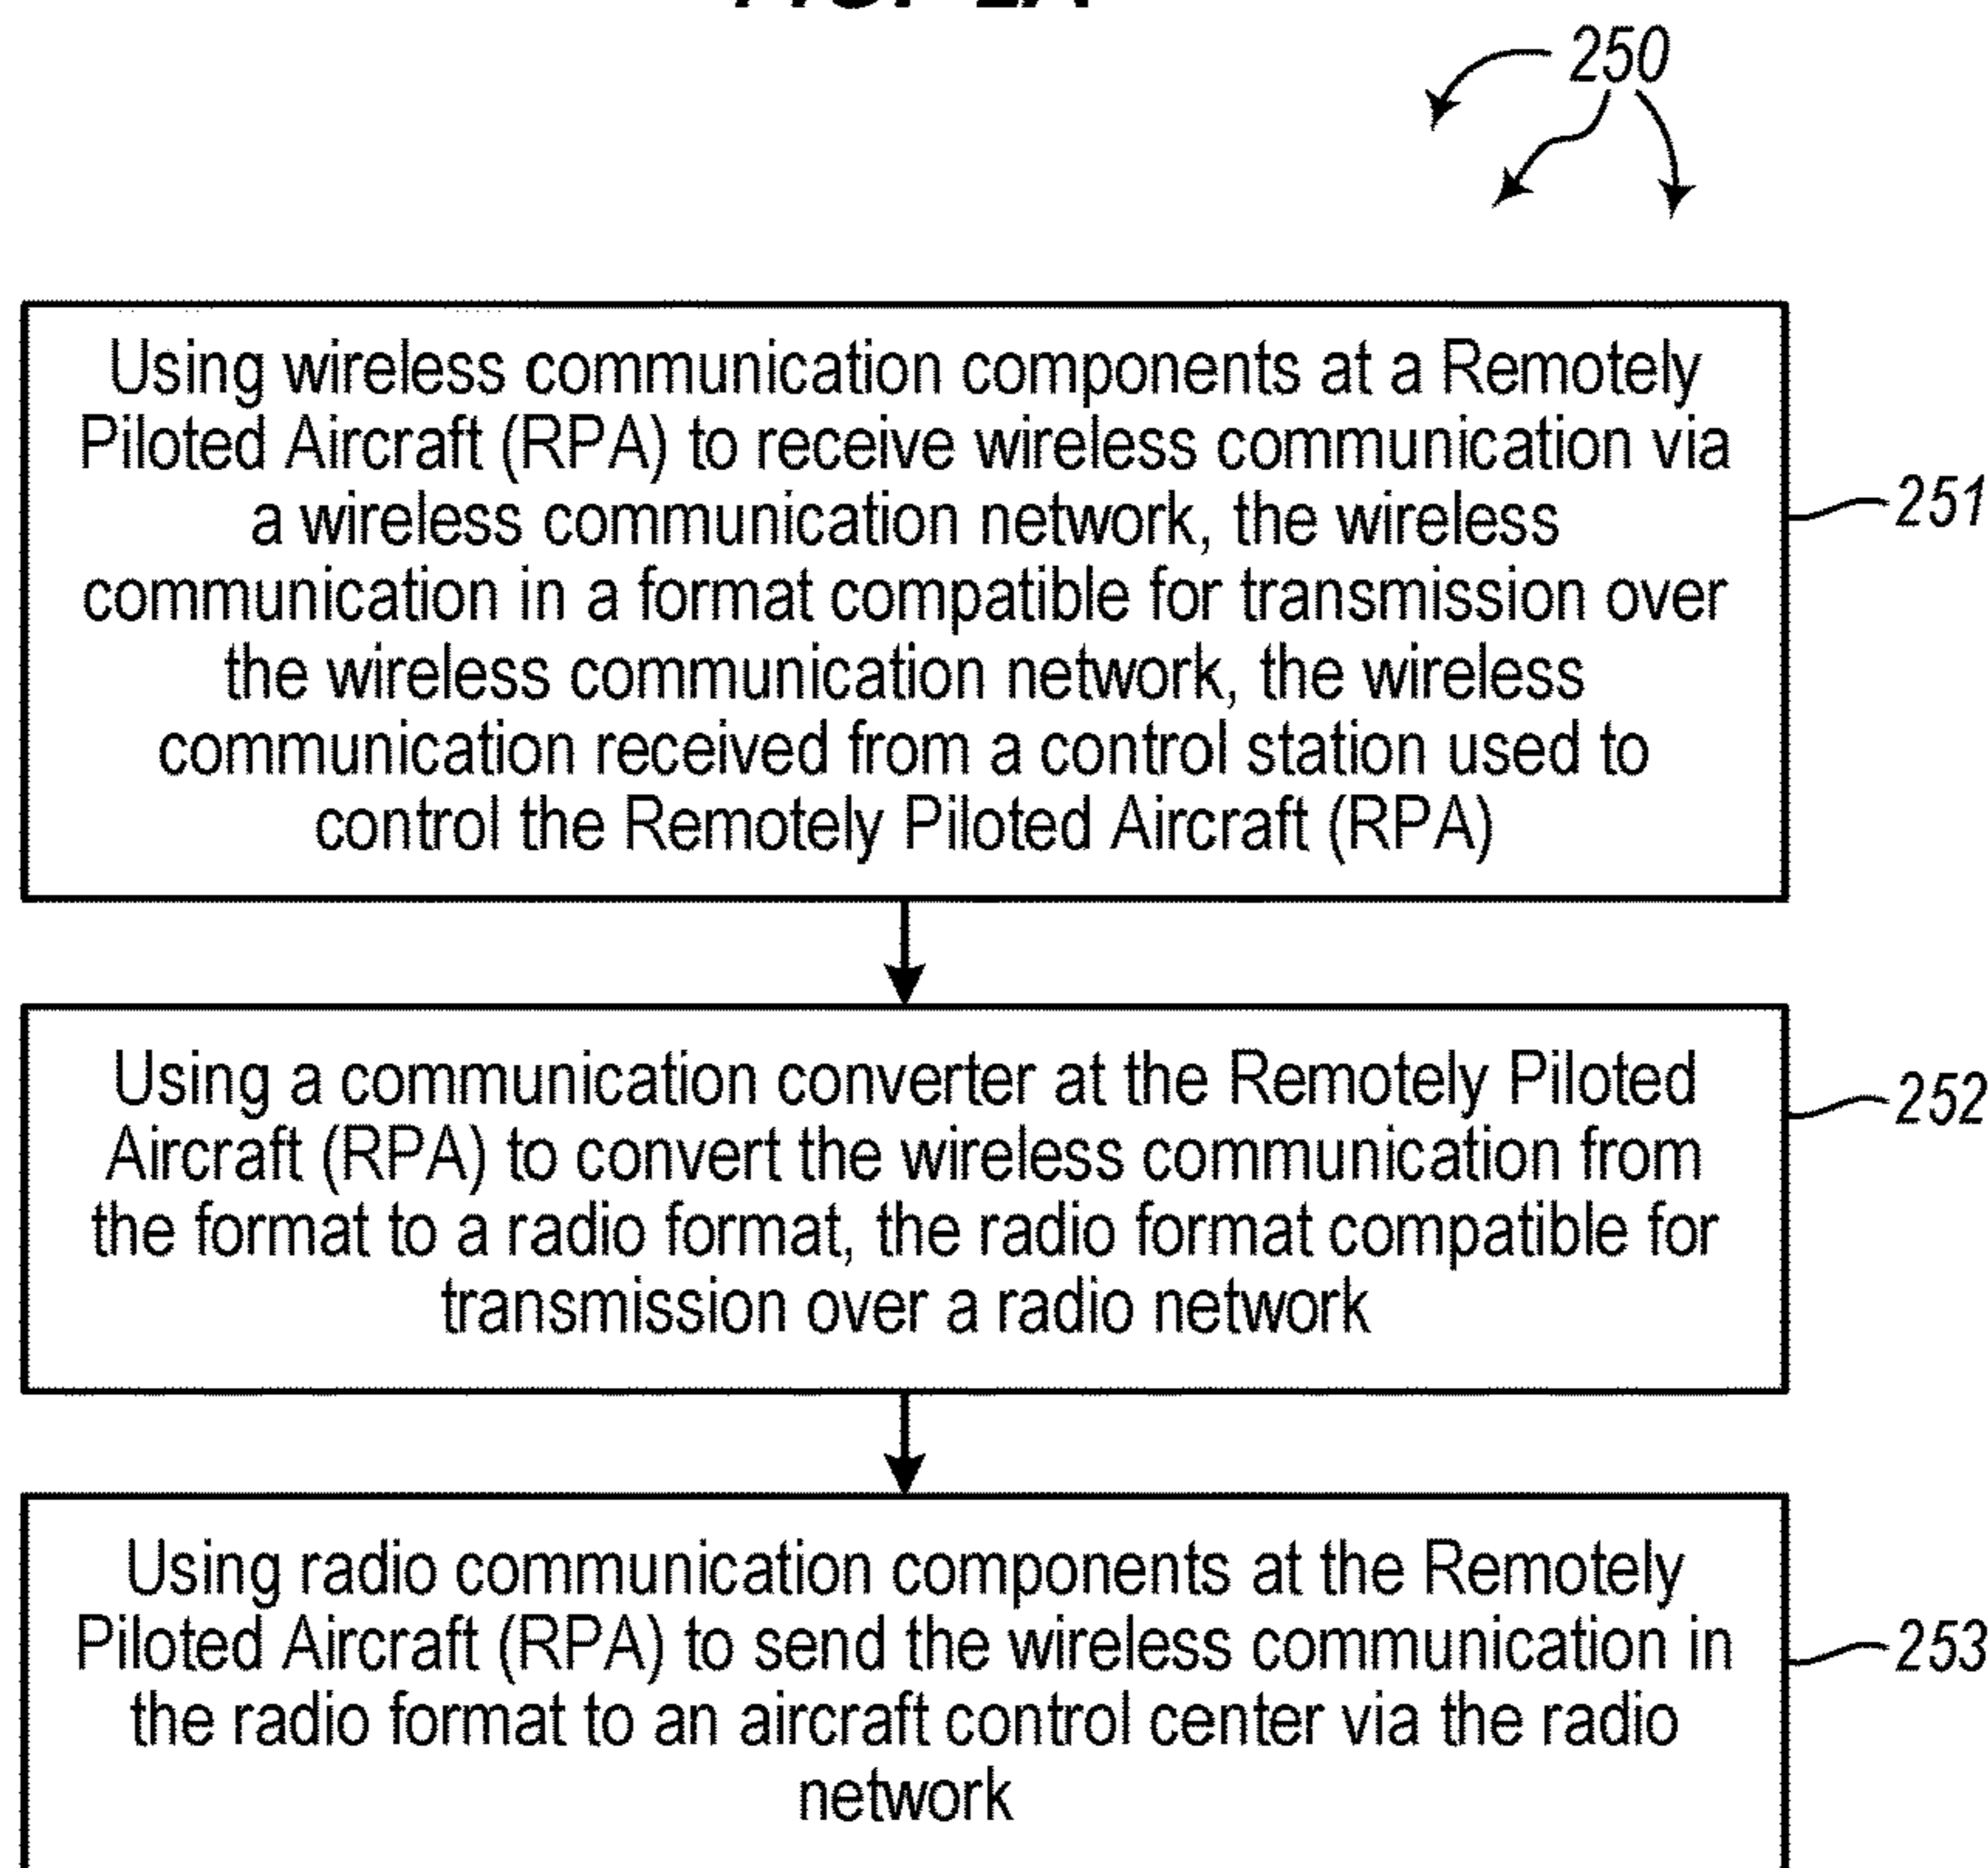 250
Using wireless communication components at a Remotely
Piloted Aircraft (RPA) to receive wireless communication via
a wireless communication network, the wireless
communication in a format compatible for transmission over
the wireless communication network, the wireless
communication received from a control station used to
control the Remotely Piloted Aircraft (RPA)
251
Using a communication converter at the Remotely Piloted
Aircraft (RPA) to convert the wireless communication from
the format to a radio format, the radio format compatible for
transmission over a radio network
252
Using radio communication components at the Remotely
Piloted Aircraft (RPA) to send the wireless communication in
the radio format to an aircraft control center via the radio
network
253